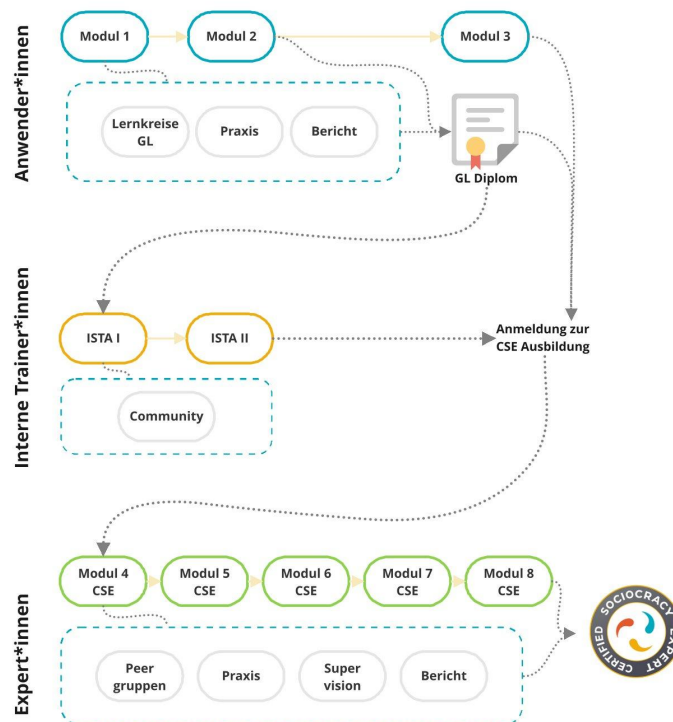 Anwender*innen
Modul 1
Modul 2
Modul 3
Lernkreise
GL
Praxis
Bericht
GL Diplom
Interne Trainer*innen
ISTA I
ISTA II
Anmeldung zur
CSE Ausbildung
Community
Expert*innen
Modul 4
CSE
Modul 5
CSE
Modul 6
CSE
Modul 7
CSE
Modul 8
CSE
Peer
gruppen
Praxis
Super
vision
Bericht
CERTIFIED SOCIOCRACY EXPERT